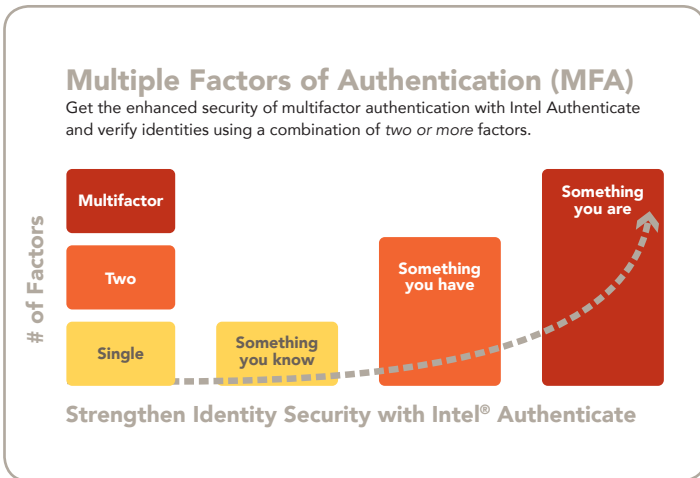 Multiple Factors of Authentication (MFA)
Get the enhanced security of multifactor authentication with Intel Authenticate
and verify identities using a combination of two or more factors.
# of Factors
Multifactor
Two
Single
Something
you know
Something
you have
Something
you are
Strengthen Identity Security with Intel® Authenticate